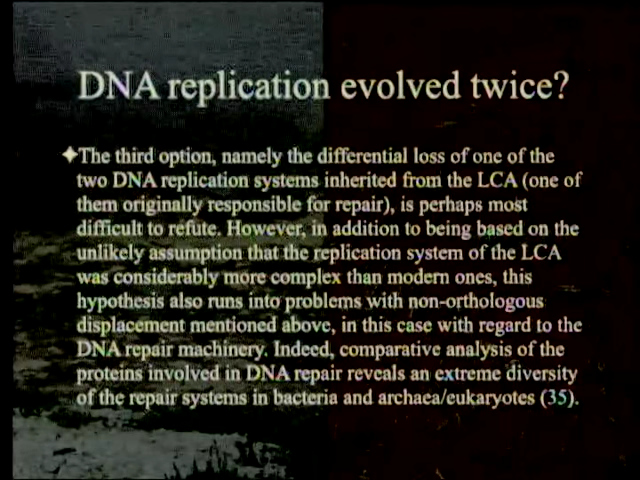 DNA replication evolved twice?
✦The third option, namely the differential loss of one of the
two DNA replication systems inherited from the LCA (one of
them originally responsible for repair), is perhaps most
difficult to refute. However, in addition to being based on the
unlikely assumption that the replication system of the LCA
was considerably more complex than modern ones, this
hypothesis also runs into problems with non-orthologous
displacement mentioned above, in this case with regard to the
DNA repair machinery. Indeed, comparative analysis of the
proteins involved in DNA repair reveals an extreme diversity
of the repair systems in bacteria and archaea/eukaryotes (35).